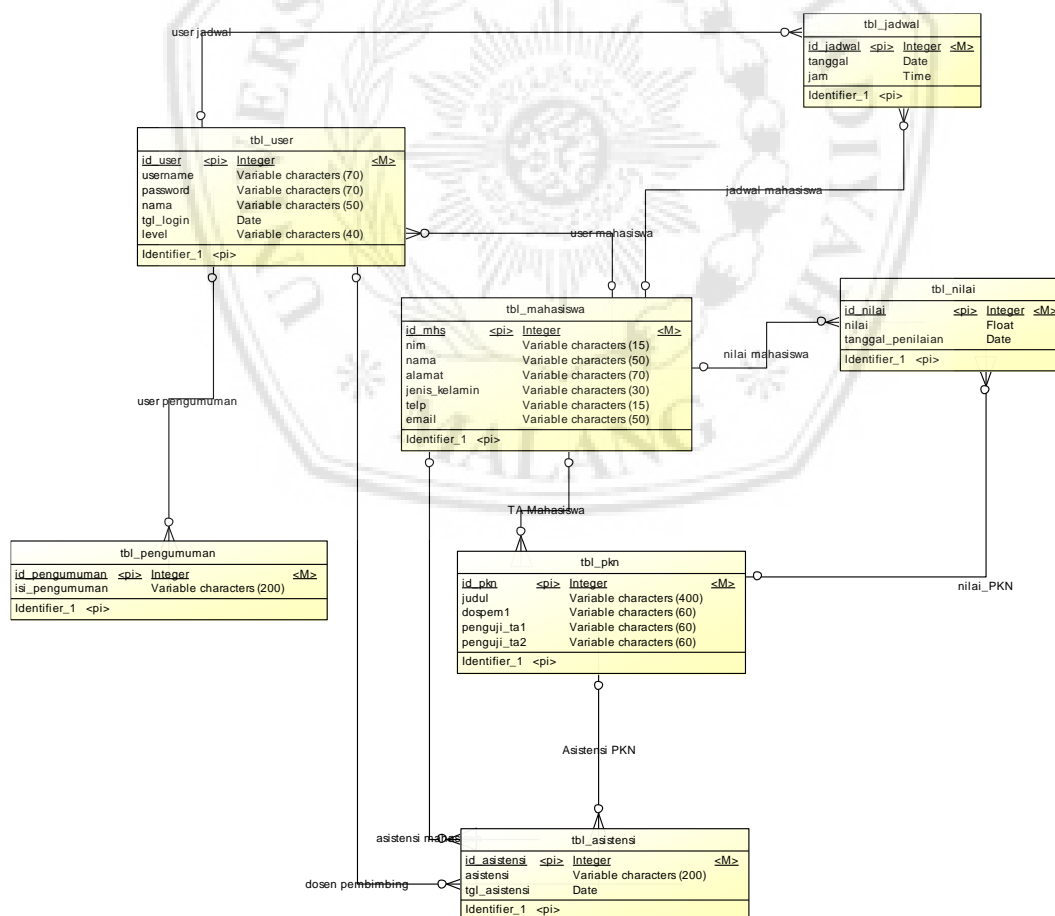 tbl_jadwal
id_jadwal <pi> Integer <M>
tanggal Date
jam Time
Identifier_1 <pi>
user jadwal
tbl_user
id_user <pi> Integer <M>
username Variable characters (70)
password Variable characters (70)
nama Variable characters (50)
tgl_login Date
level Variable characters (40)
Identifier_1 <pi>
jadwal mahasiswa
user mahasiswa
tbl_mahasiswa
id_mhs <pi> Integer <M>
nim Variable characters (15)
nama Variable characters (50)
alamat Variable characters (70)
jenis_kelamin Variable characters (30)
telp Variable characters (15)
email Variable characters (50)
Identifier_1 <pi>
tbl_nilai
id_nilai <pi> Integer <M>
nilai Float
tanggal_penilaian Date
Identifier_1 <pi>
nilai mahasiswa
user pengumuman
MALANG
TA Mahasiswa
tbl_pengumuman
id_pengumuman <pi> Integer <M>
isi_pengumuman Variable characters (200)
Identifier_1 <pi>
tbl_pkn
id_pkn <pi> Integer <M>
judul Variable characters (400)
dospem1 Variable characters (60)
penguji_ta1 Variable characters (60)
penguji_ta2 Variable characters (60)
Identifier_1 <pi>
nilai_PKN
Asistensi PKN
asistensi
tbl_asistensi
id_asistensi <pi> Integer <M>
asistensi Variable characters (200)
tgl_asistensi Date
Identifier_1 <pi>
dosen pembimbing